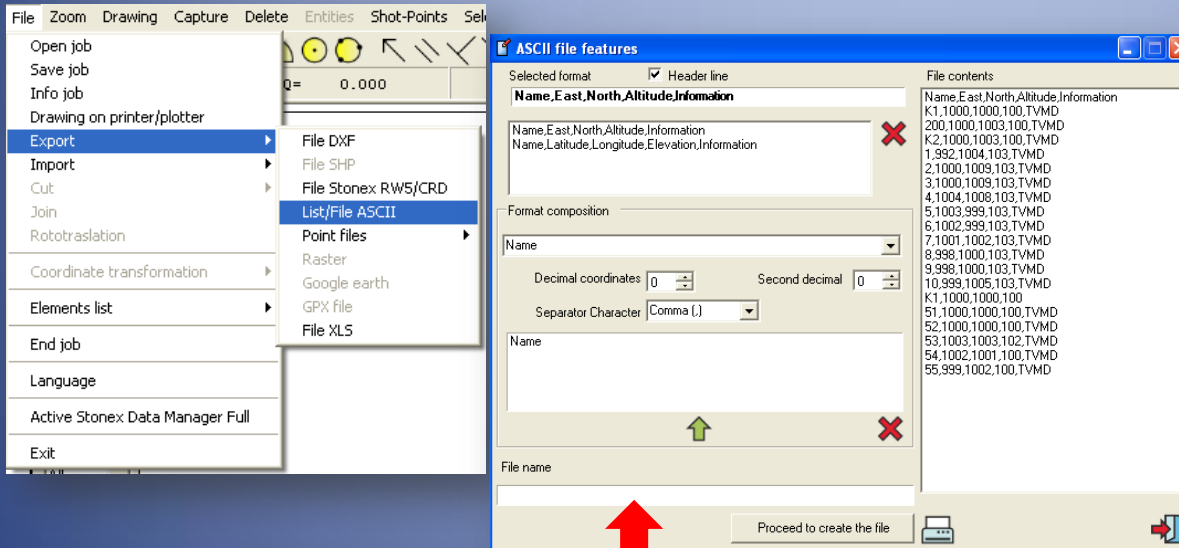 File Zoom Drawing Capture Delete Entities Shot-Points
Open job
Save job
Info job
Drawing on printer/plotter
Export
Import
Cut
Join
Rototraslation
Coordinate transformation
Elements list
End job
Language
Active Stonex Data Manager Full
Exit
Q= 0.000
File DXF
File SHP
File Stonex RW5/CRD
List/File ASCII
Point files
Raster
Google earth
GPX file
File XLS
ASCII file features
Selected format Header line
Name,East,North,Altitude,Information
Name,East,North,Altitude,Information
Name,Latitude,Longitude,Elevation,Information
Format composition
Name
Decimal coordinates 0 Second decimal 0
Separator Character Comma (,)
Name
File name
Proceed to create the file
File contents
Name,East,North,Altitude,Information
K1,1000,1000,100,TVMD
200,1000,1003,100,TVMD
K2,1000,1003,100,TVMD
1,992,1004,103,TVMD
2,1000,1009,103,TVMD
3,1000,1009,103,TVMD
4,1004,1008,103,TVMD
5,1003,999,103,TVMD
6,1002,999,103,TVMD
7,1001,1002,103,TVMD
8,998,1000,103,TVMD
9,998,1000,103,TVMD
10,999,1005,103,TVMD
K1,1000,1000,100
51,1000,1000,100,TVMD
52,1000,1000,100,TVMD
53,1003,1003,102,TVMD
54,1002,1001,100,TVMD
55,999,1002,100,TVMD